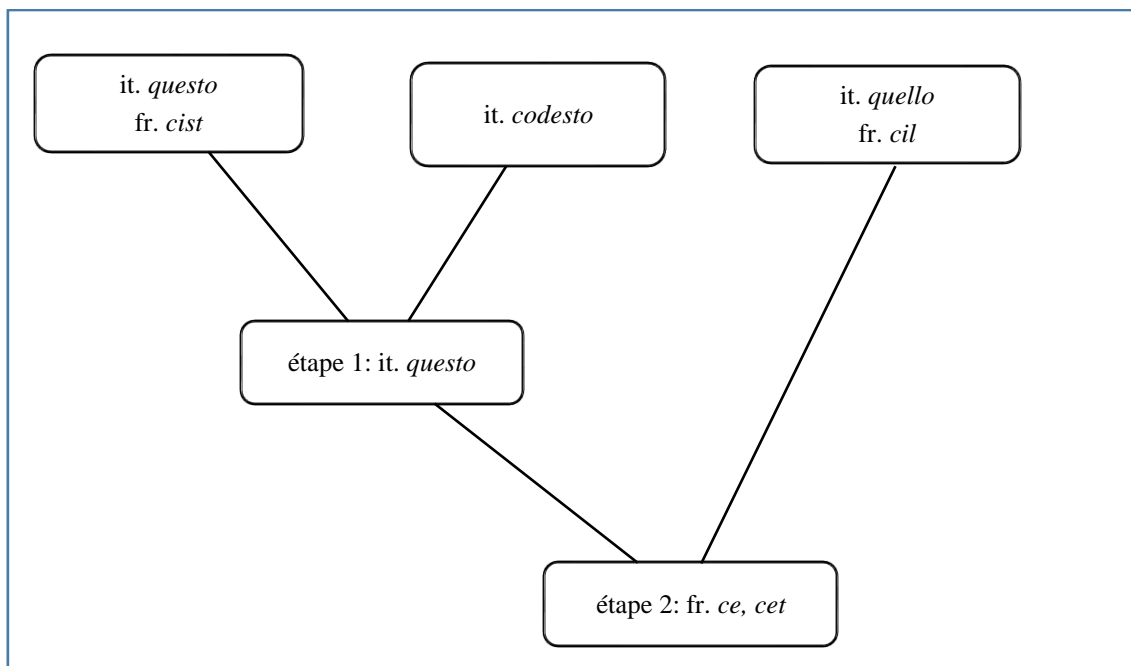 it. questo
fr. cist
it. codesto
it. quello
fr. cil
étape 1: it. questo
étape 2: fr. ce, cet